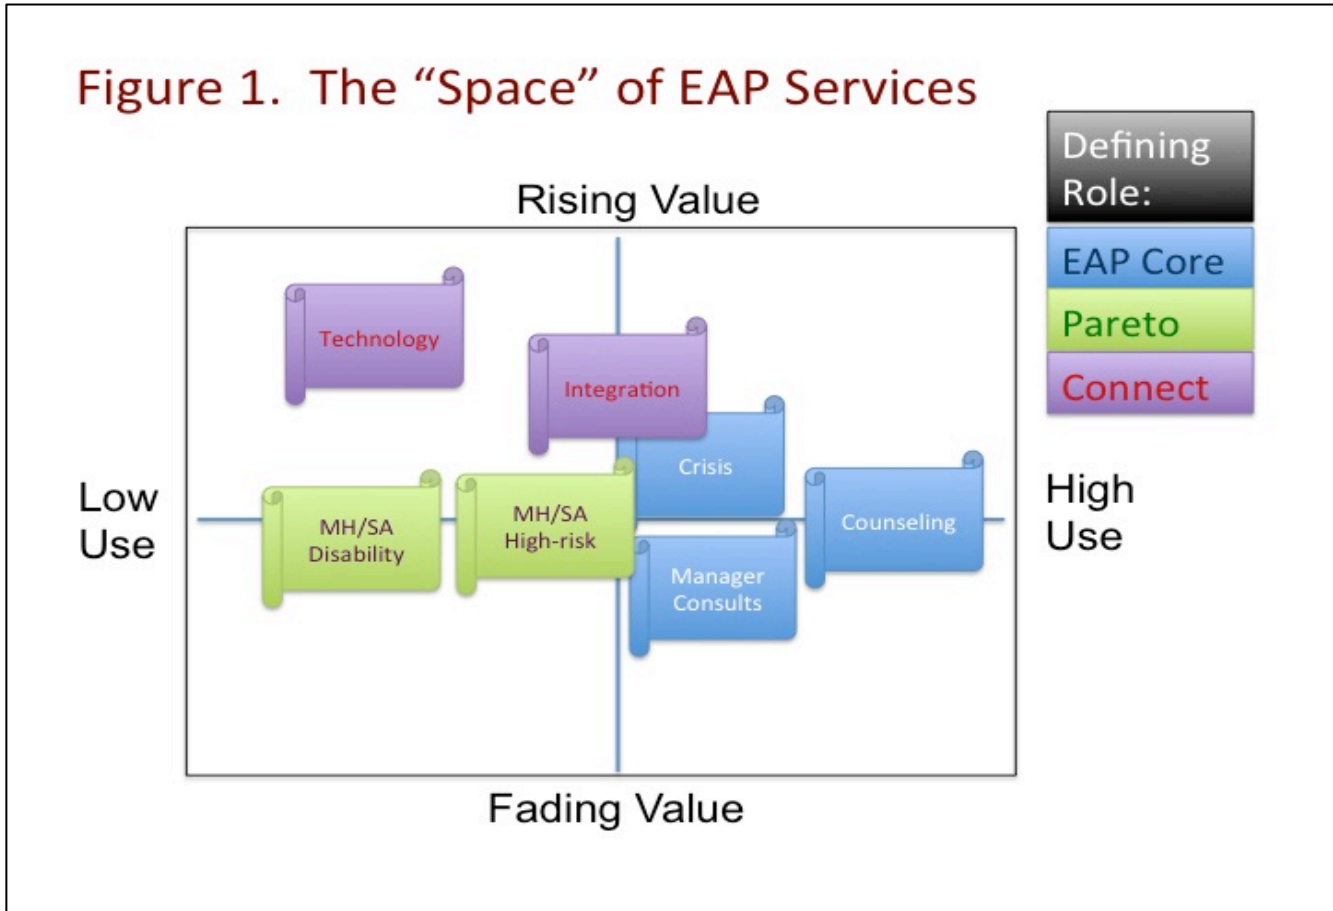 Figure 1.  The “Space” of EAP Services
Defining
Role:
EAP Core
Pareto
Connect
Rising Value
Technology
Integration
Crisis
Low
Use
MH/SA
Disability
MH/SA
High-risk
Counseling
High
Use
Manager
Consults
Fading Value